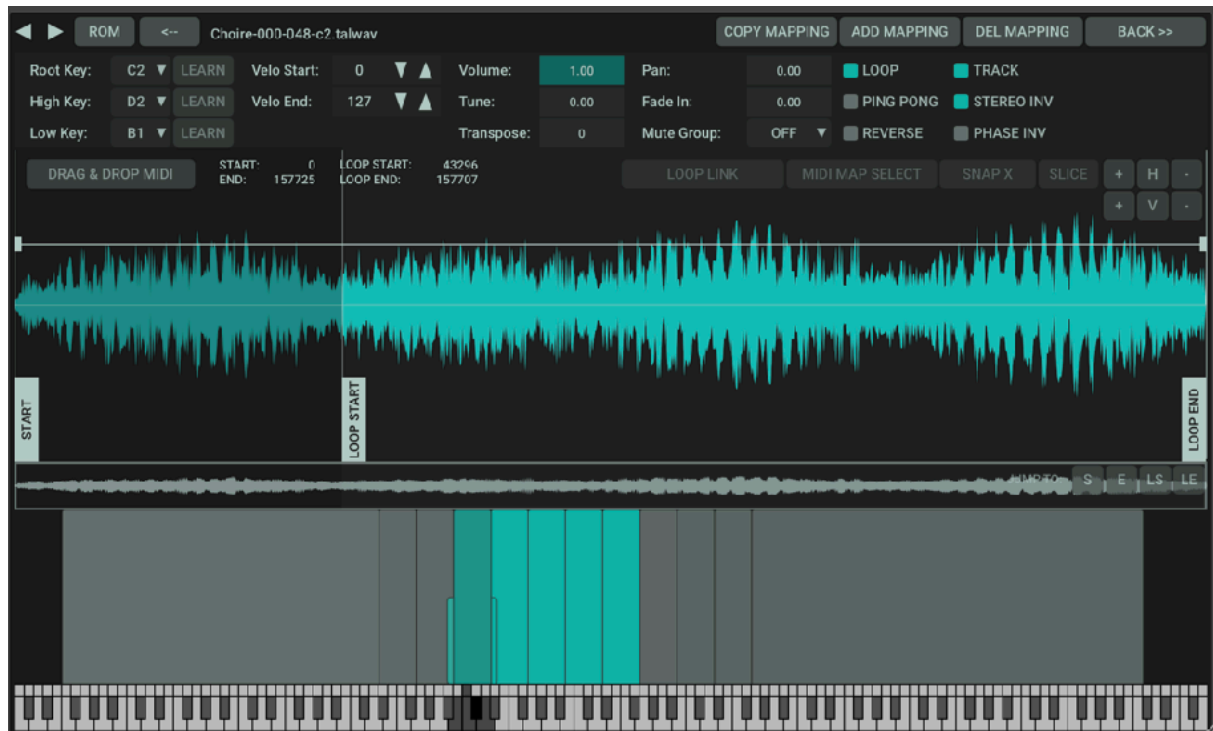 ROM <-- Choire-000-048-c2.talwav COPY MAPPING ADD MAPPING DEL MAPPING BACK >>
Root Key: C2 LEARN Velo Start: 0 Volume: 1.00 Pan: 0.00 LOOP TRACK
High Key: D2 LEARN Velo End: 127 Tune: 0.00 Fade In: 0.00 PING PONG STEREO INV
Low Key: B1 LEARN Transpose: 0 Mute Group: OFF REVERSE PHASE INV
DRAG & DROP MIDI START: 0 LOOP START: 43296 LOOP LINK MIDI MAP SELECT SNAP X SLICE + H -
END: 157725 LOOP END: 157707
+ V -
START
LOOP START
LOOP END
JUMP TO: S E LS LE